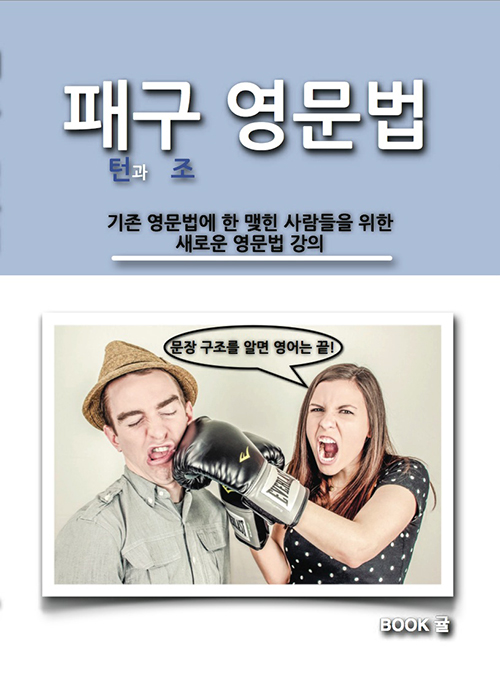 패구 영문법
턴과 조
기존 영문법에 한 맺힌 사람들을 위한
새로운 영문법 강의
문장 구조를 알면 영어는 끝!
E
EVERLAST
BOOK 귤